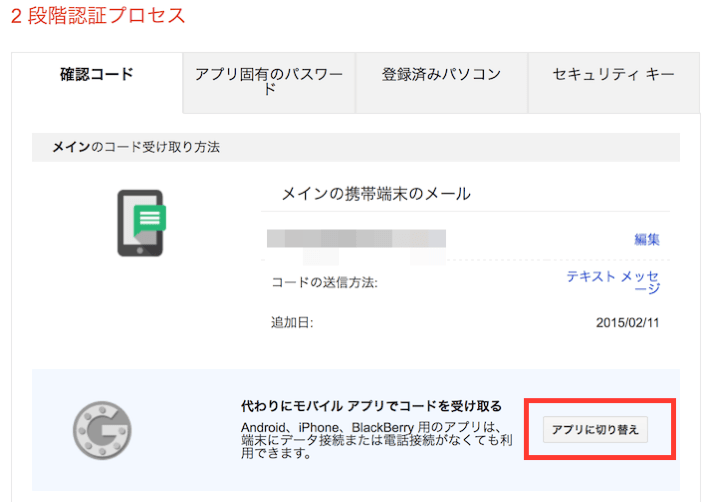 2 段階認証プロセス
確認コード
アプリ固有のパスワー
ド
登録済みパソコン
セキュリティ キー
メインのコード受け取り方法
メインの携帯端末のメール
編集
コードの送信方法:
テキスト メッセ
ージ
追加日:
2015/02/11
代わりにモバイル アプリでコードを受け取る
Android、iPhone、BlackBerry 用のアプリは、
端末にデータ接続または電話接続がなくても利
用できます。
アプリに切り替え